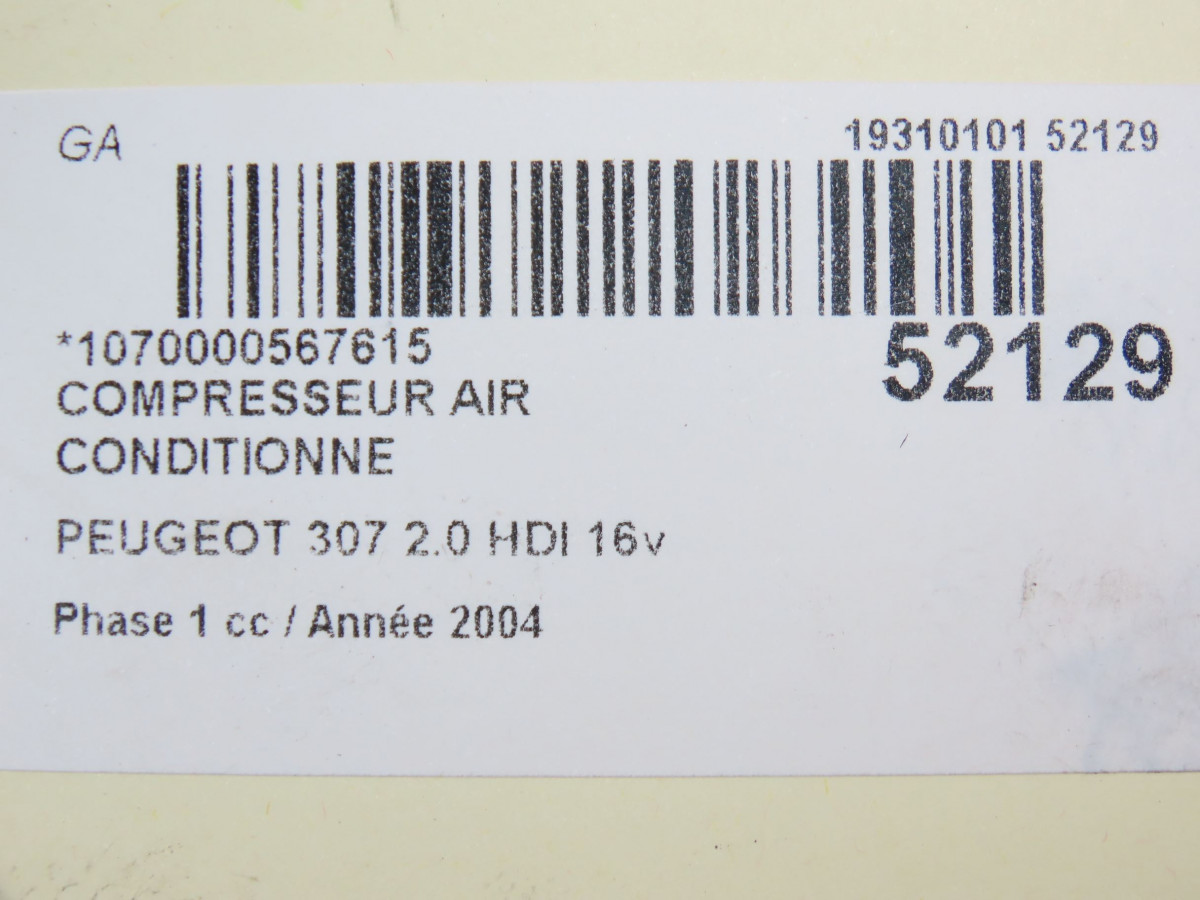 GA
19310101 52129
*1070000567615
52129
COMPRESSEUR AIR
CONDITIONNE
PEUGEOT 307 2.0 HDI 16v
Phase 1 cc / Année 2004